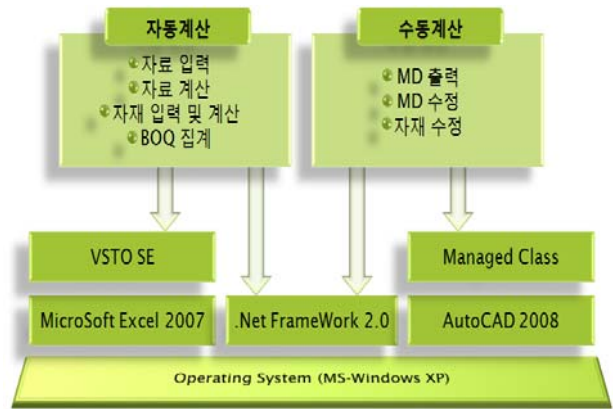 자동계산
자료 입력
자료 계산
자재 입력 및 계산
BOQ 집계
수동계산
MD 출력
MD 수정
자재 수정
VSTO SE
Managed Class
MicroSoft Excel 2007
.Net FrameWork 2.0
AutoCAD 2008
Operating System (MS-Windows XP)